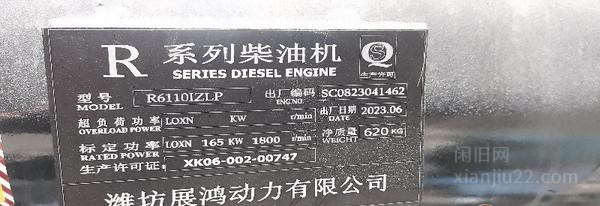 R 系列柴油机
SERIES DIESEL ENGINE
生产许可
型号 MODEL R6110IZLP 出厂编码 ENG.NO. SC0823041462
超负荷功率 OVERLOAD POWER LOXN KW r/min 出厂日期 DATE 2023.06
标定功率 RATED POWER LOXN 165 KW 1800 r/min 净质量 WEIGHT 620 KG
生产许可证: XK06-002-00747
潍坊展鸿动力有限公司
闲旧网
xianjiu22.com